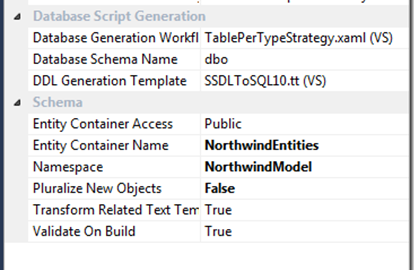 Database Script Generation
Database Generation Workfl TablePerTypeStrategy.xaml (VS)
Database Schema Name dbo
DDL Generation Template SSDLToSQL10.tt (VS)
Schema
Entity Container Access Public
Entity Container Name NorthwindEntities
Namespace NorthwindModel
Pluralize New Objects False
Transform Related Text Tem True
Validate On Build True